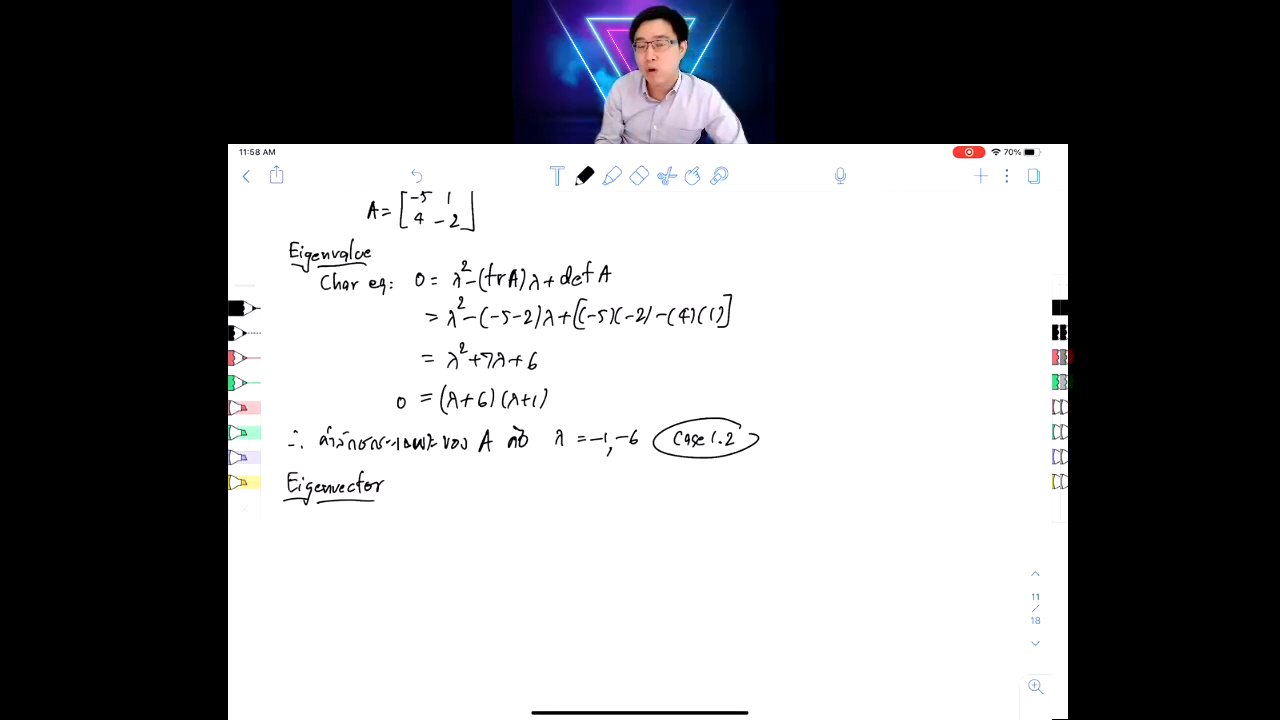 11:58 AM
70%
T
A = [-5 1
4 -2]
Eigenvalue
Char eq: 0 = λ² - (trA)λ + det A
= λ² - (-5-2)λ + [(-5)(-2) - (4)(1)]
= λ² + 7λ + 6
0 = (λ+6)(λ+1)
∴ ค่าลักษณะเฉพาะของ A คือ λ = -1, -6 Case 1.2
Eigenvector
11
/
18